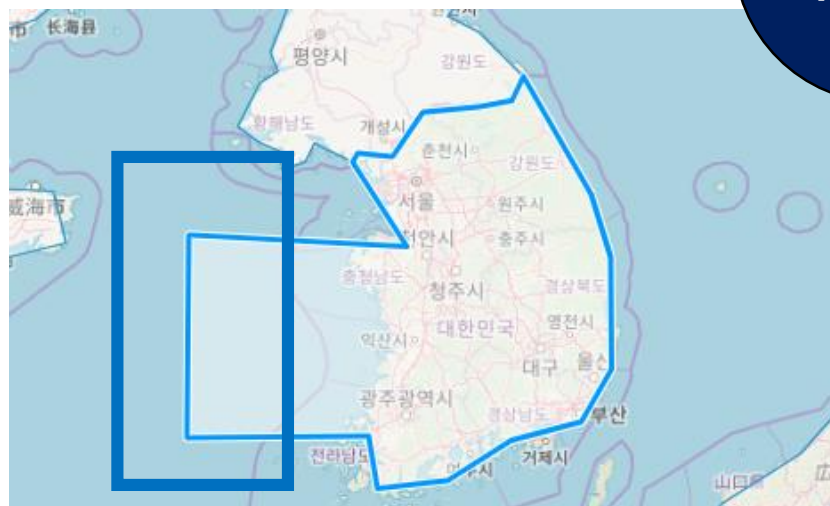 长海县
평양시
강원도
황해남도
개성시
춘천시
강원도
서울
원주시
천안시
충주시
충청남도
청주시
경상북도
대한민국
영천시
익산시
대구
울산
광주광역시
경상남도
부산
전라남도
거제시
威海市
山口県